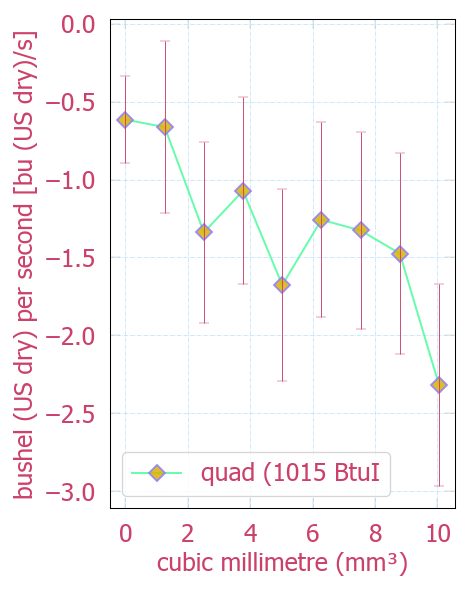 bushel (US dry) per second [bu (US dry)/s]
0.0
−0.5
−1.0
−1.5
−2.0
−2.5
−3.0
quad (1015 BtuI
0 2 4 6 8 10
cubic millimetre (mm³)